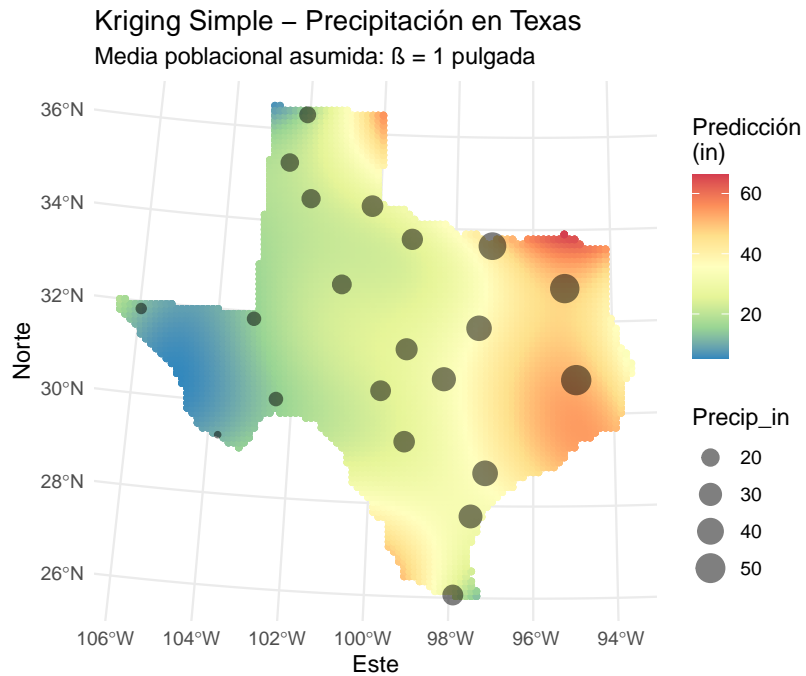 Kriging Simple − Precipitación en Texas
Media poblacional asumida: ß = 1 pulgada
36°N
34°N
32°N
30°N
28°N
26°N
Norte
106°W
104°W
102°W
100°W
98°W
96°W
94°W
Este
Predicción
(in)
60
40
20
Precip_in
20
30
40
50